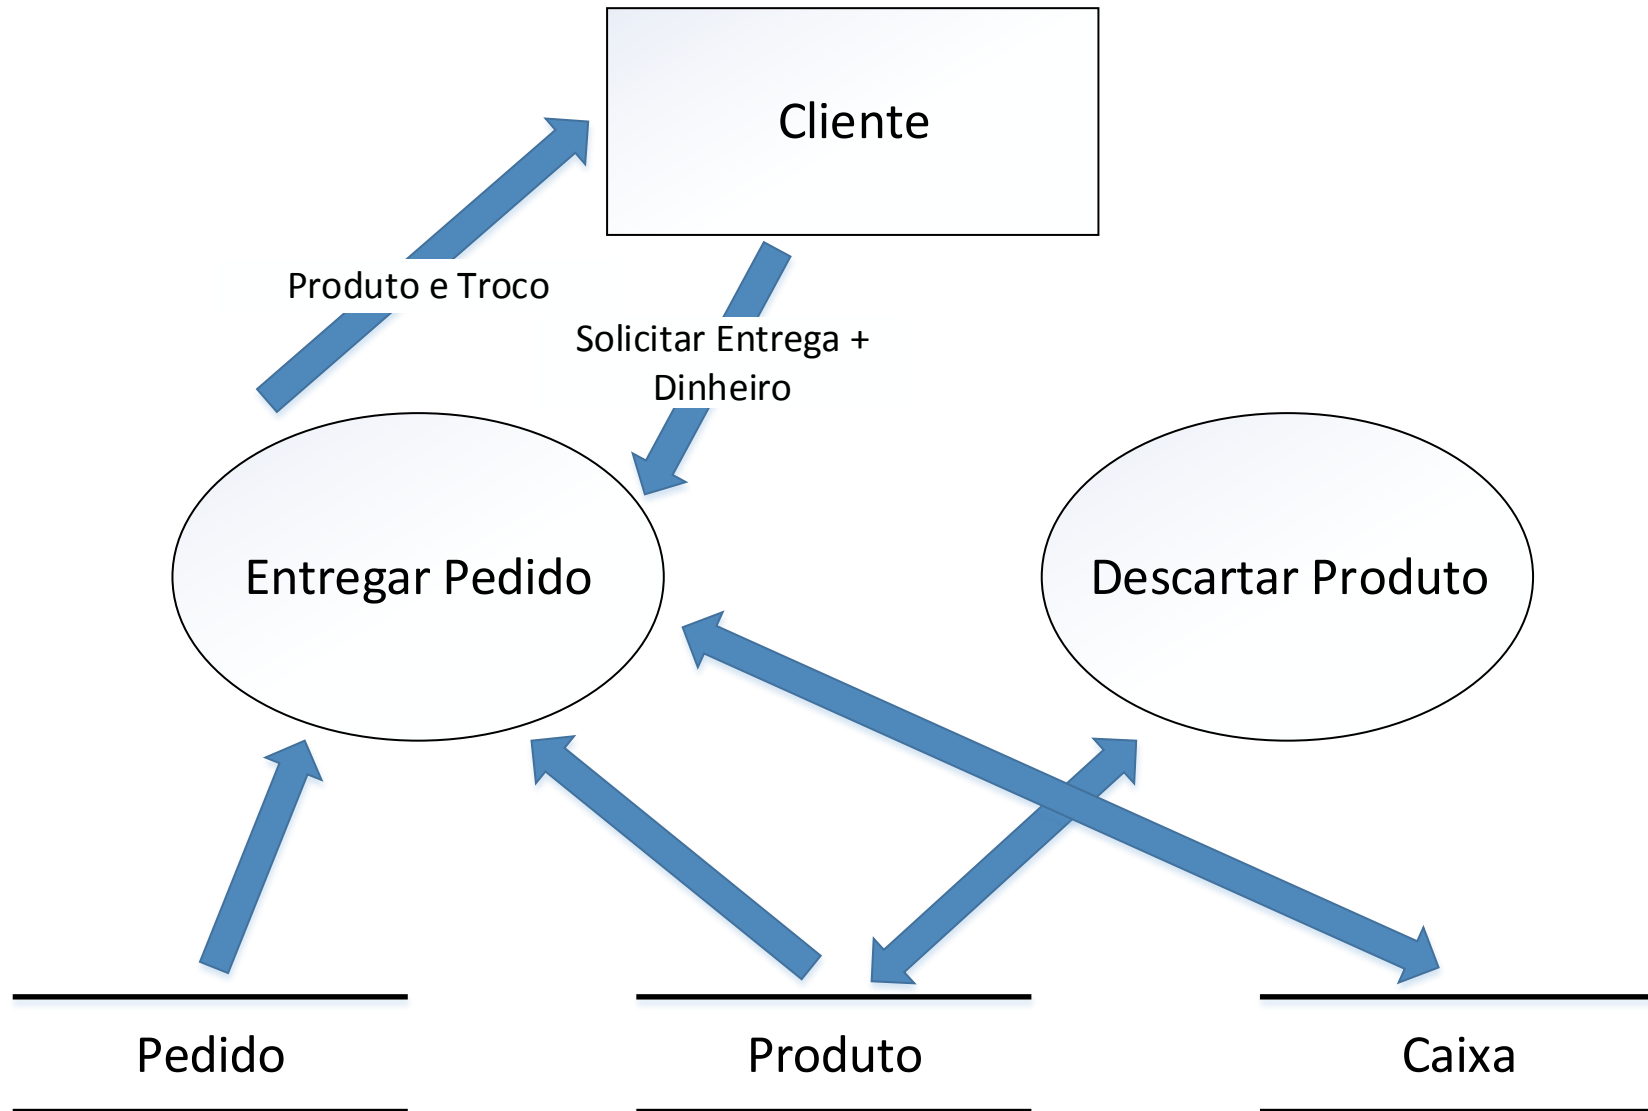 Cliente
Produto e Troco
Solicitar Entrega +
Dinheiro
Entregar Pedido
Descartar Produto
Pedido
Produto
Caixa